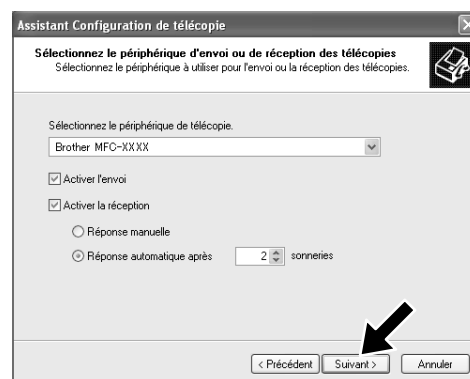 Assistant Configuration de télécopie
Sélectionnez le périphérique d'envoi ou de réception des télécopies
Sélectionnez le périphérique à utiliser pour l'envoi ou la réception des télécopies.
Sélectionnez le périphérique de télécopie.
Brother MFC-XXXX
Activer l'envoi
Activer la réception
Réponse manuelle
Réponse automatique après 2 sonneries
< Précédent Suivant > Annuler